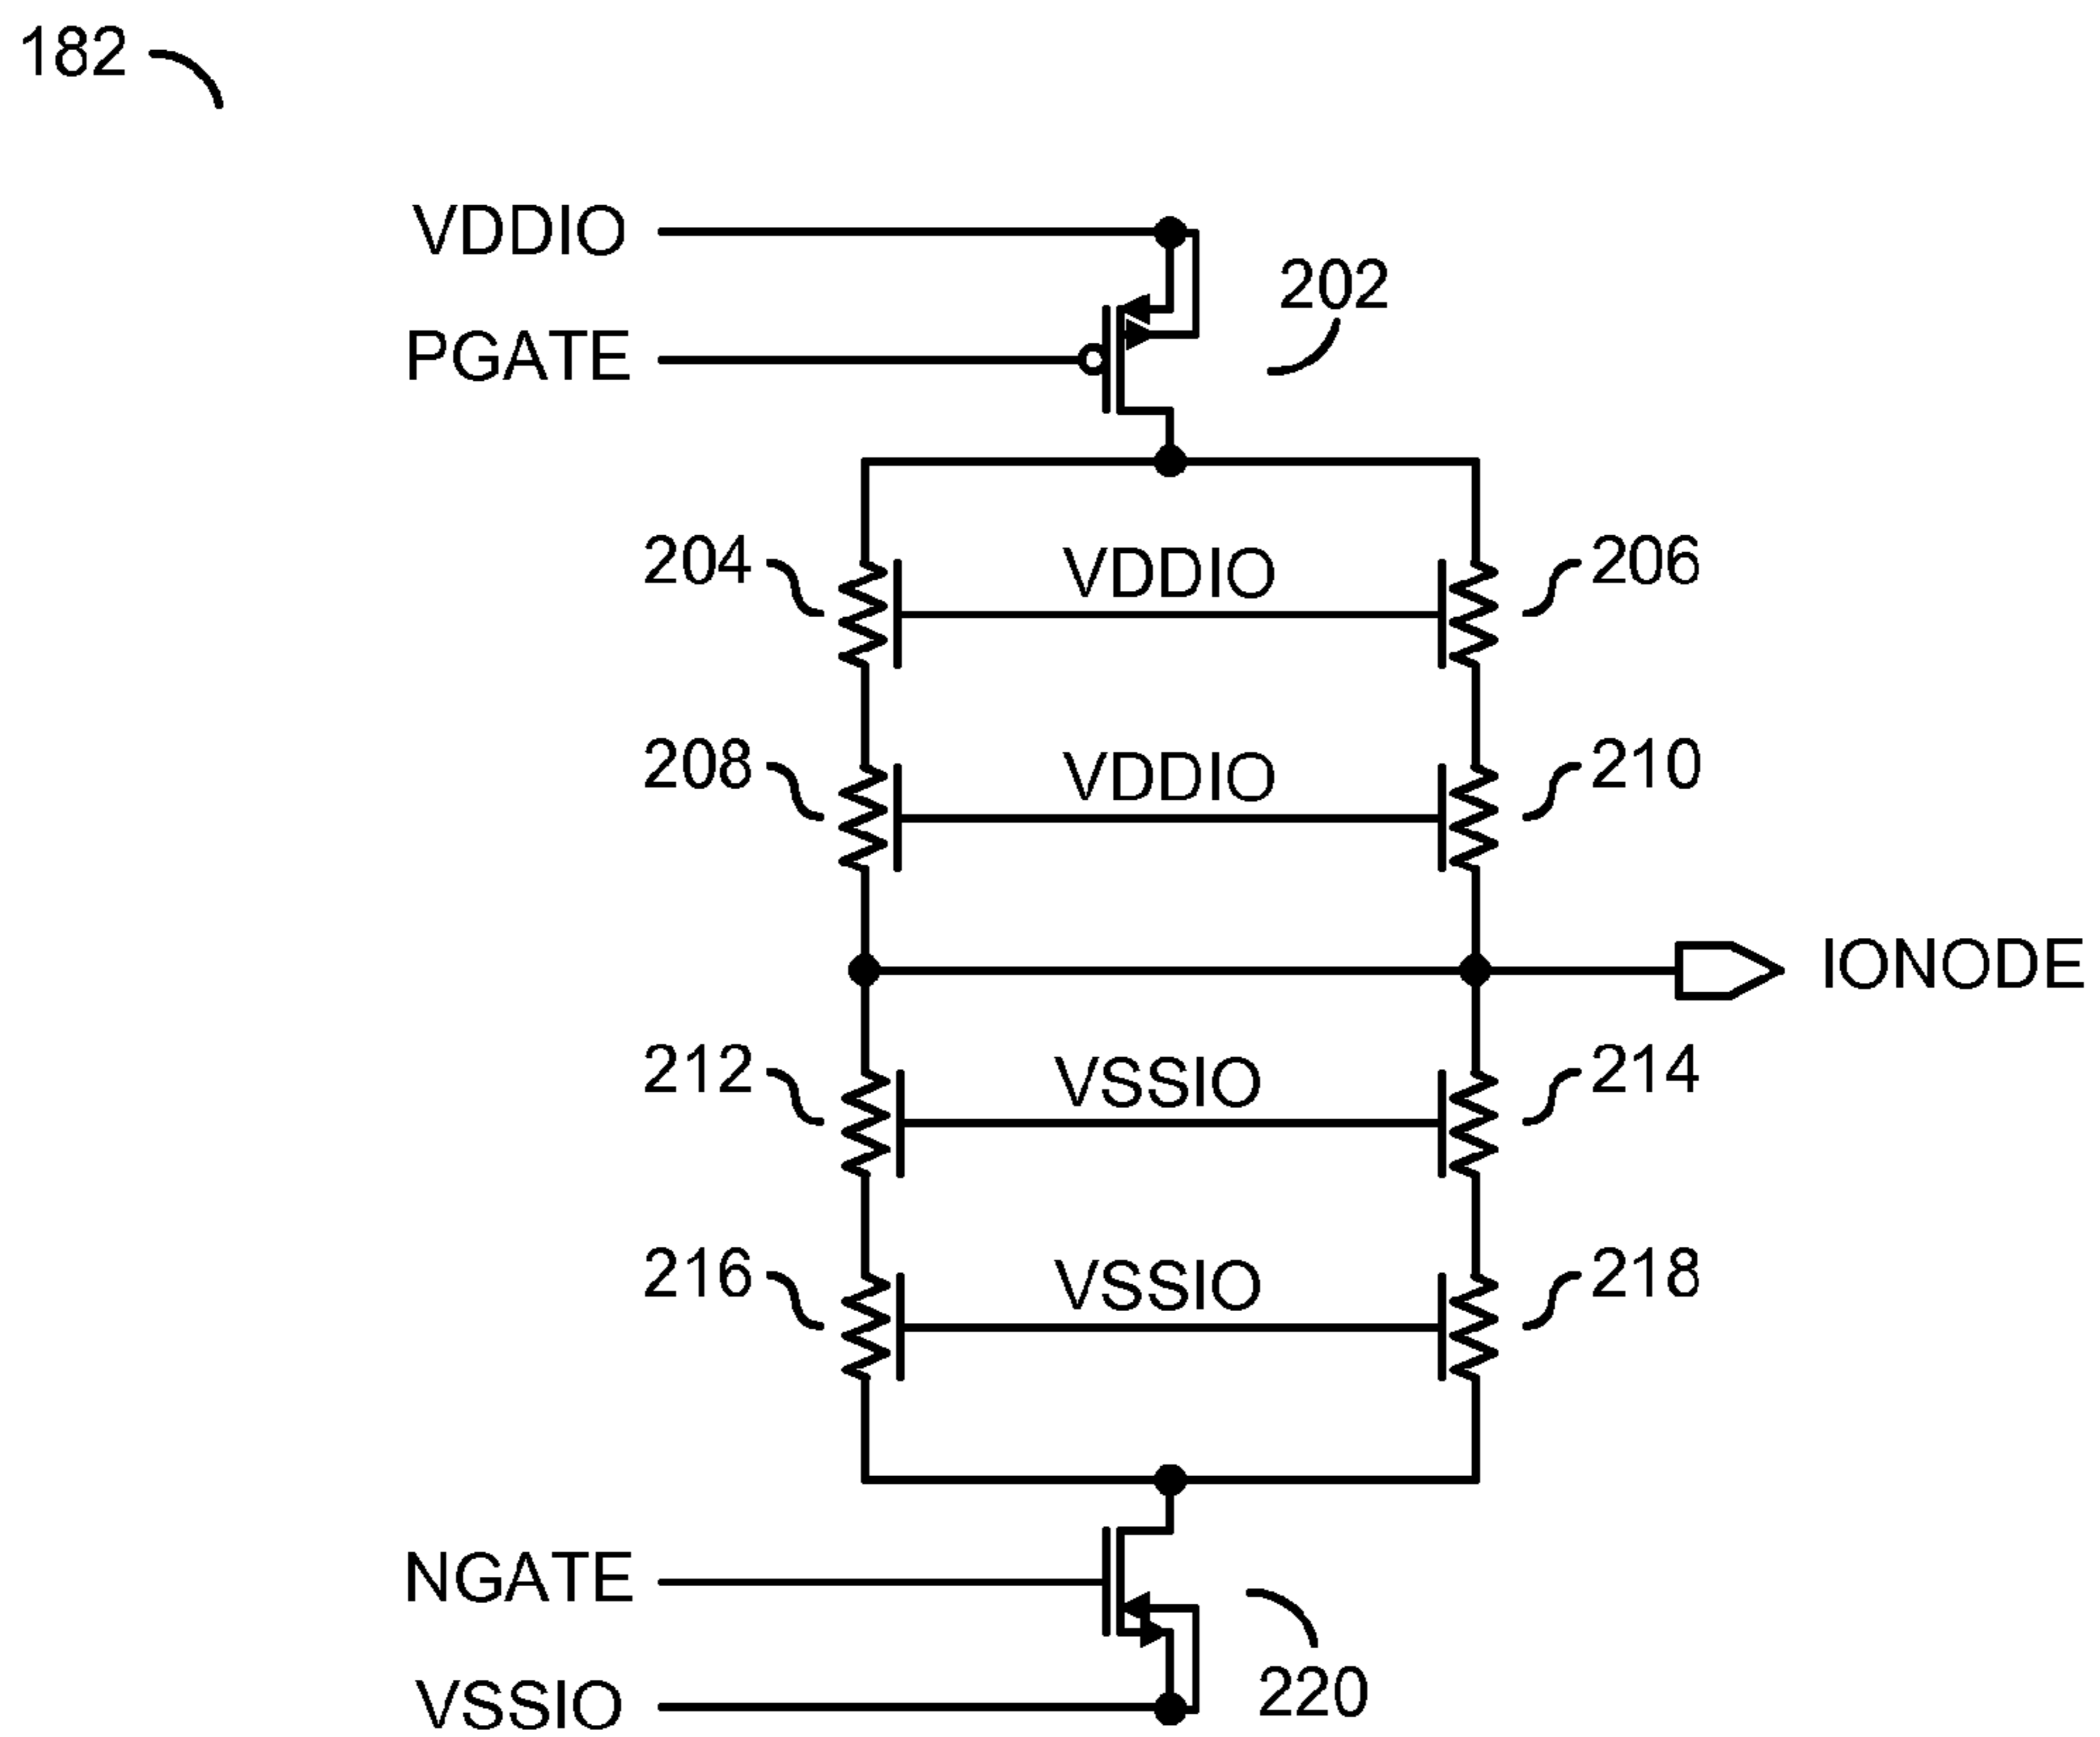 182
VDDIO
202
PGATE
204 VDDIO 206
208 VDDIO 210
IONODE
212 VSSIO 214
216 VSSIO 218
NGATE
220
VSSIO